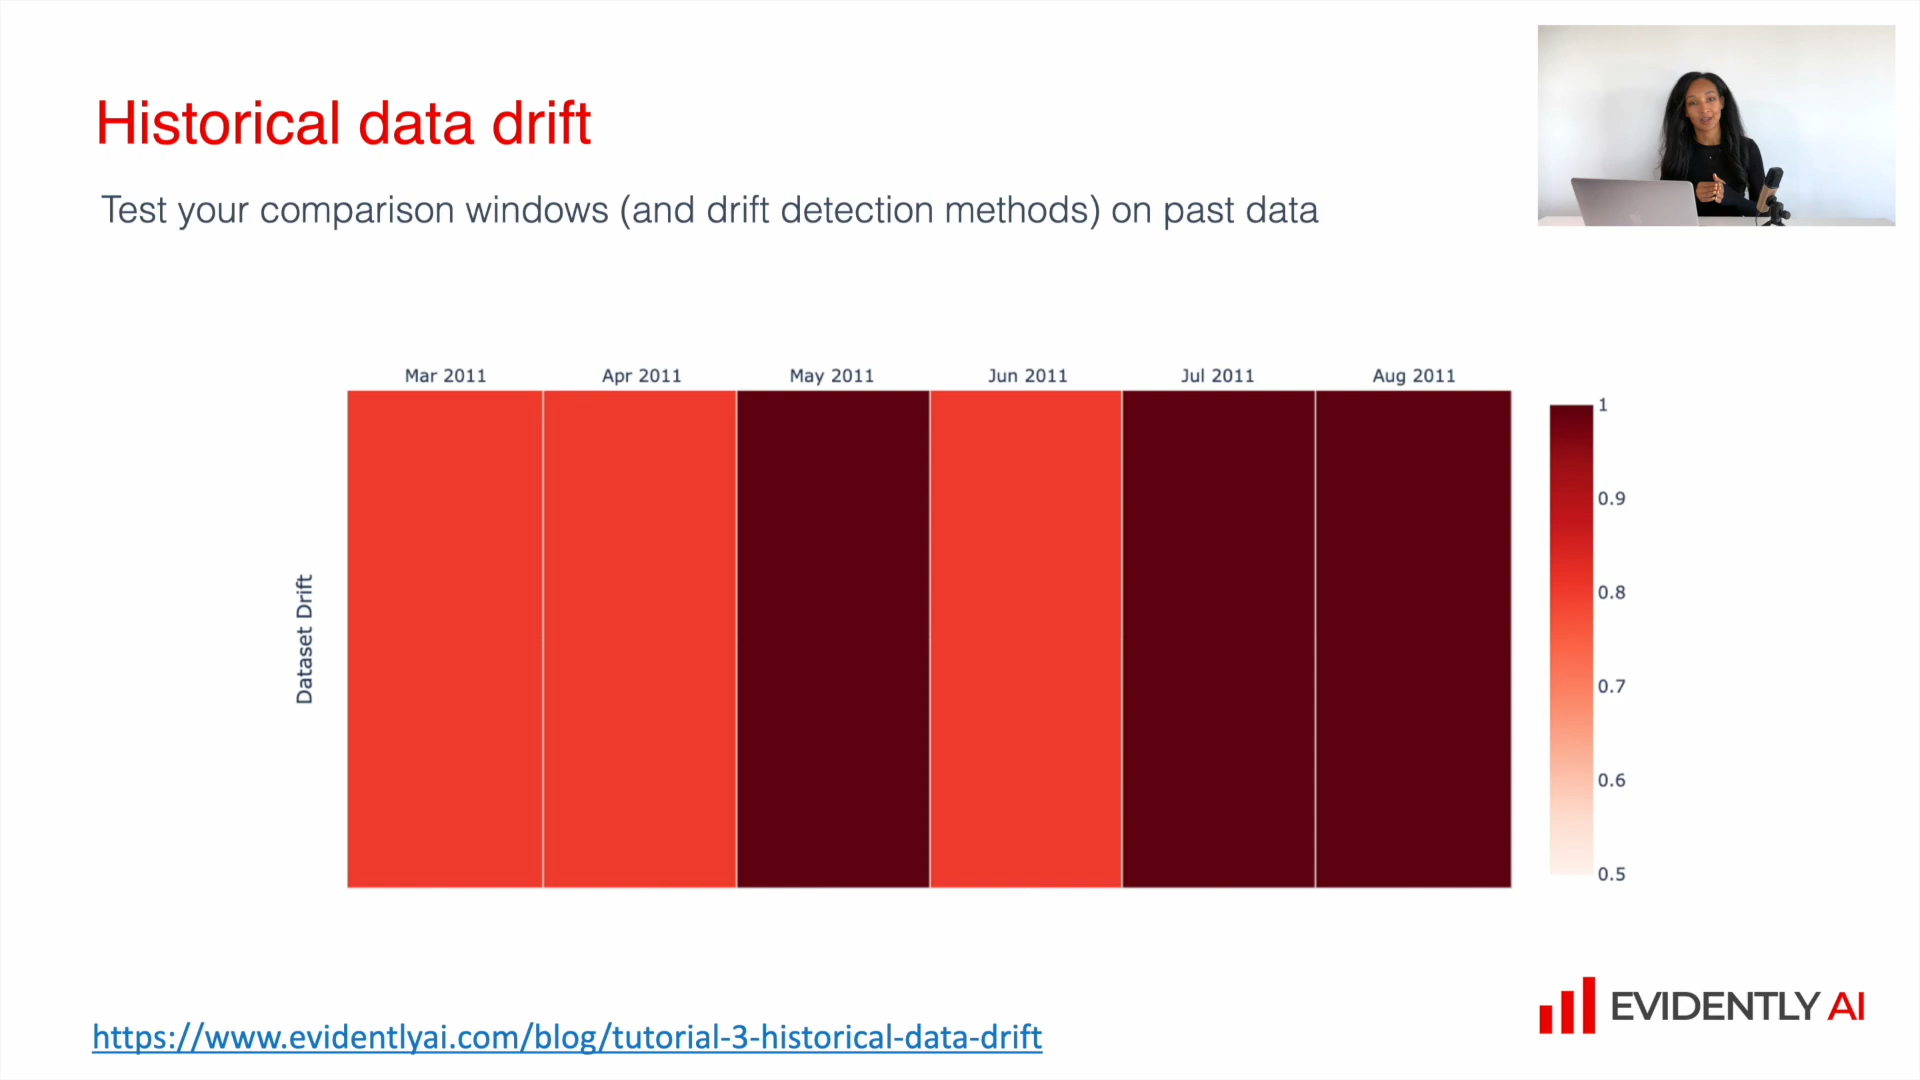 Historical data drift
Test your comparison windows (and drift detection methods) on past data
Mar 2011 Apr 2011 May 2011 Jun 2011 Jul 2011 Aug 2011
Dataset Drift
1
0.9
0.8
0.7
0.6
0.5
EVIDENTLY AI
https://www.evidentlyai.com/blog/tutorial-3-historical-data-drift